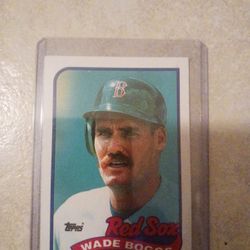 B
TOPPS
Red Sox
WADE BOGGS